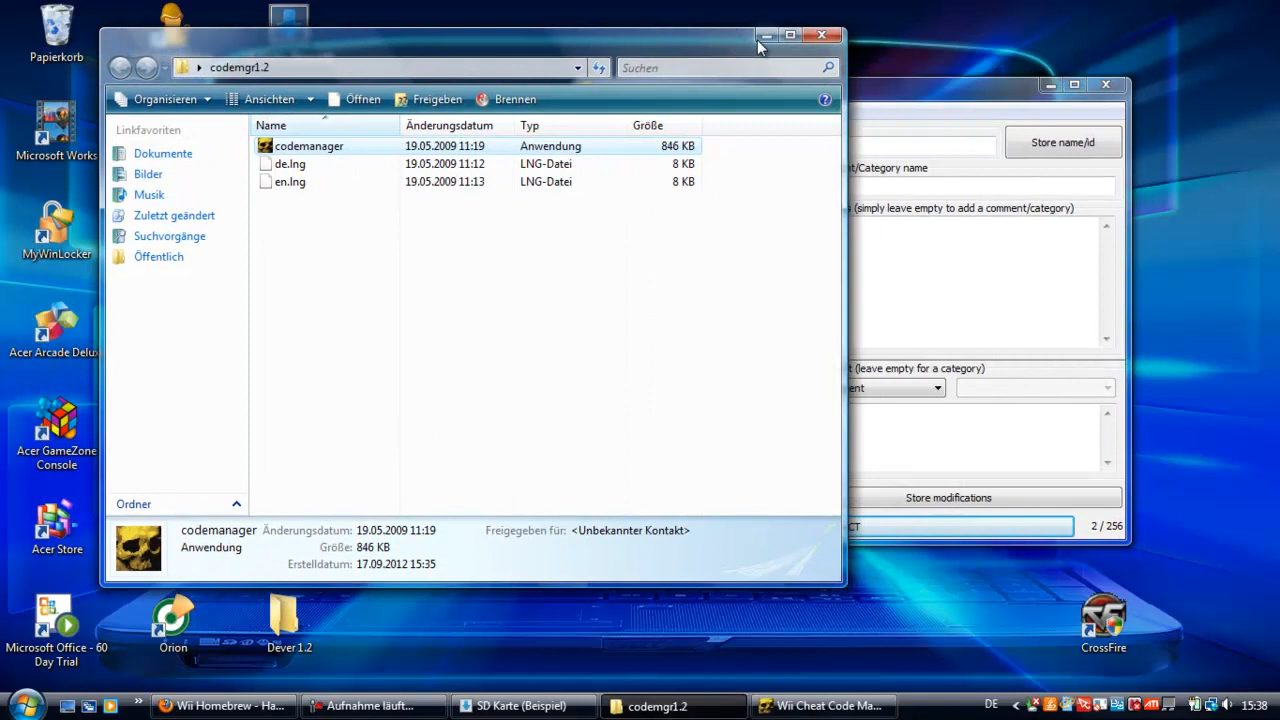 Papierkorb
Microsoft Works
MyWinLocker
Acer Arcade Delux
Acer GameZone
Console
Acer Store
Microsoft Office - 60
Day Trial
Orion
Dever 1.2
CrossFire
codemgr1.2
Suchen
Organisieren
Ansichten
Öffnen
Freigeben
Brennen
Linkfavoriten
Dokumente
Bilder
Musik
Zuletzt geändert
Suchvorgänge
Öffentlich
Ordner
Name Änderungsdatum Typ Größe
codemanager 19.05.2009 11:19 Anwendung 846 KB
de.lng 19.05.2009 11:12 LNG-Datei 8 KB
en.lng 19.05.2009 11:13 LNG-Datei 8 KB
codemanager Änderungsdatum: 19.05.2009 11:19 Freigegeben für: <Unbekannter Kontakt>
Anwendung Größe: 846 KB
Erstelldatum: 17.09.2012 15:35
Store name/id
t/Category name
(simply leave empty to add a comment/category)
t (leave empty for a category)
ent
Store modifications
CT
2 / 256
Wii Homebrew - Ha...
Aufnahme läuft...
SD Karte (Beispiel)
codemgr1.2
Wii Cheat Code Ma...
DE
15:38